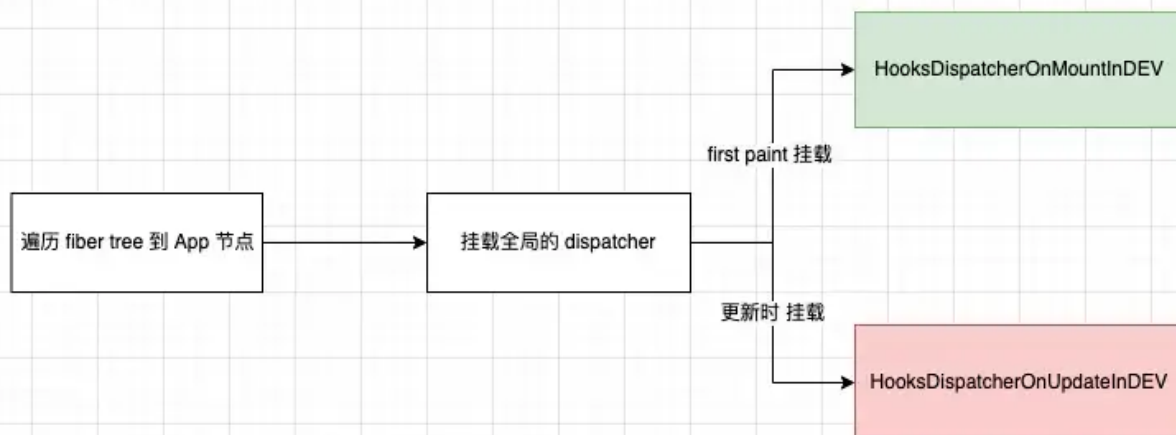 HooksDispatcherOnMountInDEV
first paint 挂载
遍历 fiber tree 到 App 节点
挂载全局的 dispatcher
更新时 挂载
HooksDispatcherOnUpdateInDEV